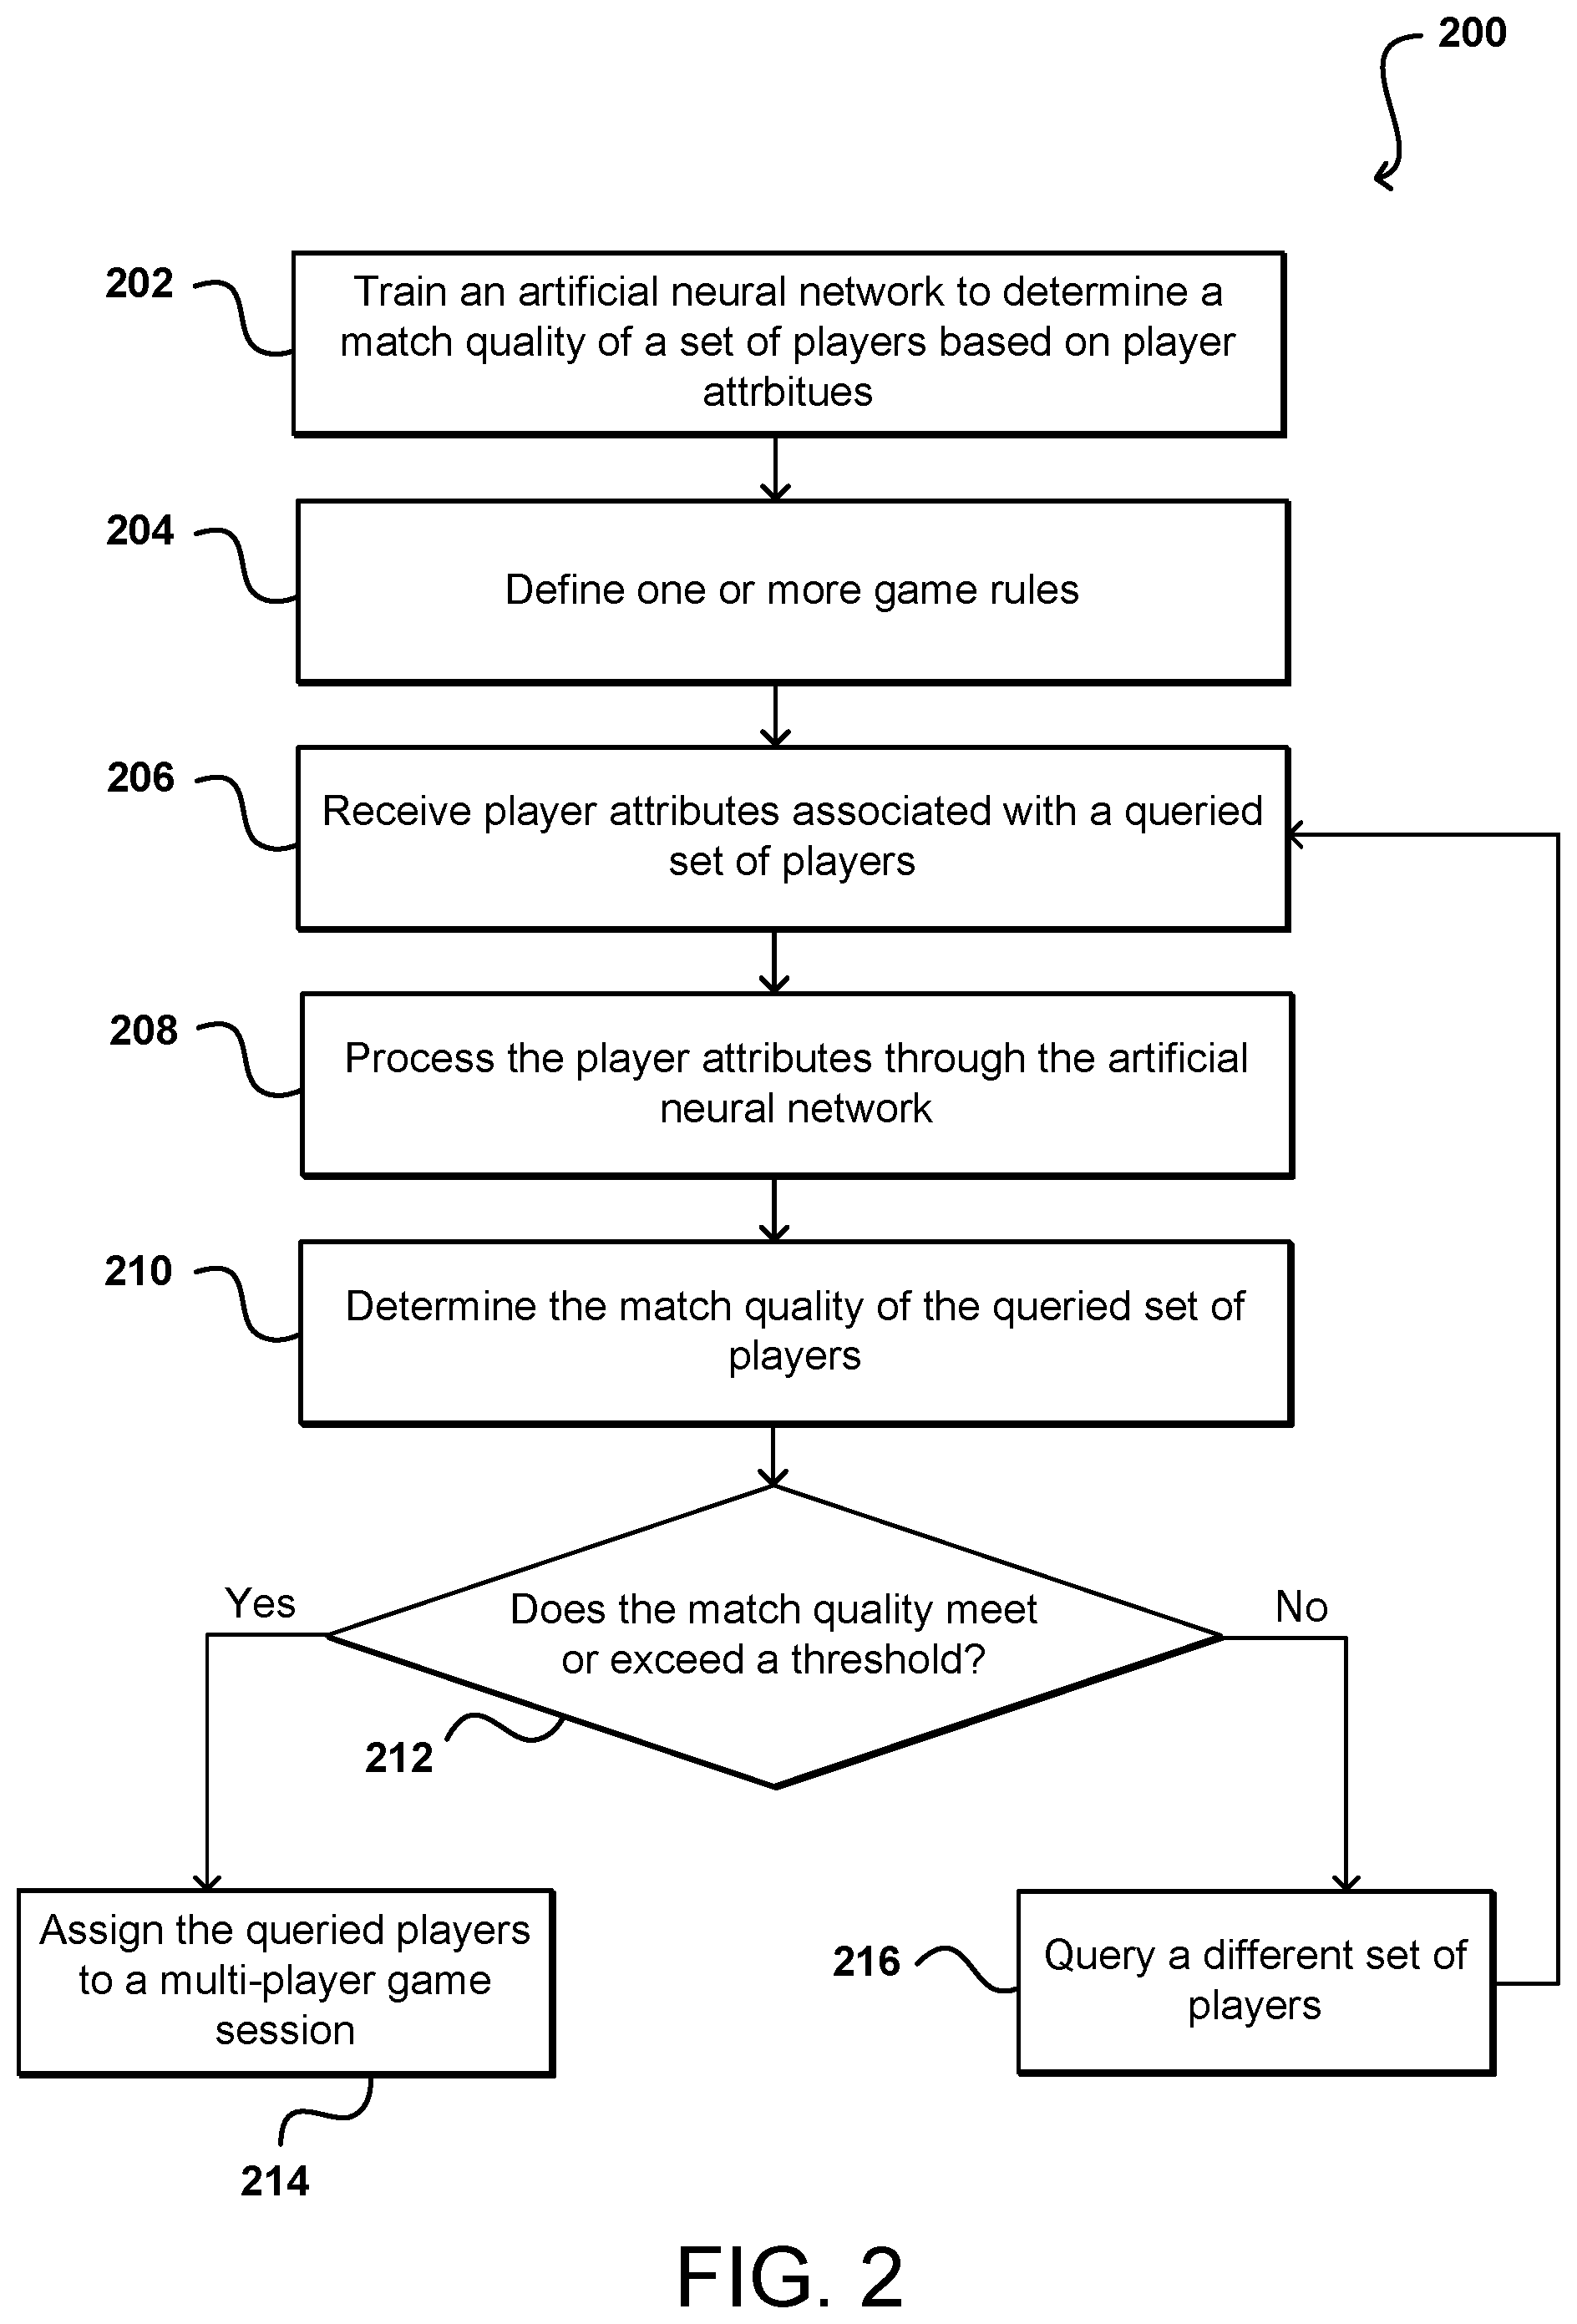 200
202
Train an artificial neural network to determine a
match quality of a set of players based on player
attrbitues
204
Define one or more game rules
206
Receive player attributes associated with a queried
set of players
208
Process the player attributes through the artificial
neural network
210
Determine the match quality of the queried set of
players
Yes
Does the match quality meet
or exceed a threshold?
No
212
Assign the queried players
to a multi-player game
session
214
216
Query a different set of
players
FIG. 2